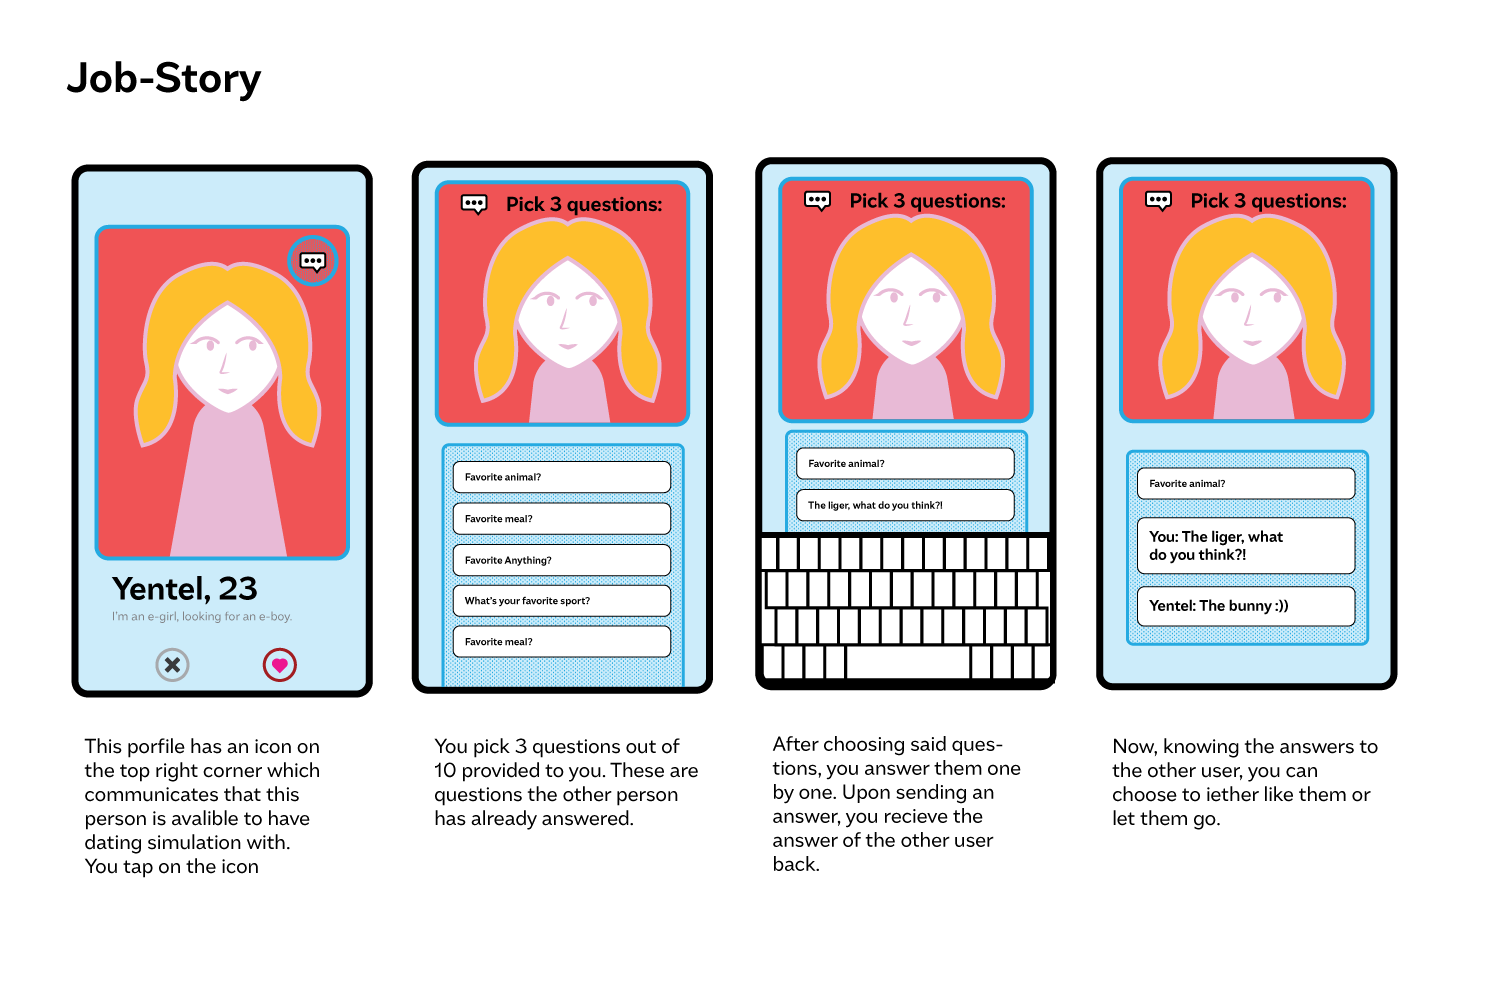 Job-Story
Yentel, 23
I'm an e-girl, looking for an e-boy.
This porfile has an icon on
the top right corner which
communicates that this
person is avalible to have
dating simulation with.
You tap on the icon
Pick 3 questions:
Favorite animal?
Favorite meal?
Favorite Anything?
What's your favorite sport?
Favorite meal?
You pick 3 questions out of
10 provided to you. These are
questions the other person
has already answered.
Pick 3 questions:
Favorite animal?
The liger, what do you think?!
After choosing said ques-
tions, you answer them one
by one. Upon sending an
answer, you recieve the
answer of the other user
back.
Pick 3 questions:
Favorite animal?
You: The liger, what
do you think?!
Yentel: The bunny :))
Now, knowing the answers to
the other user, you can
choose to iether like them or
let them go.